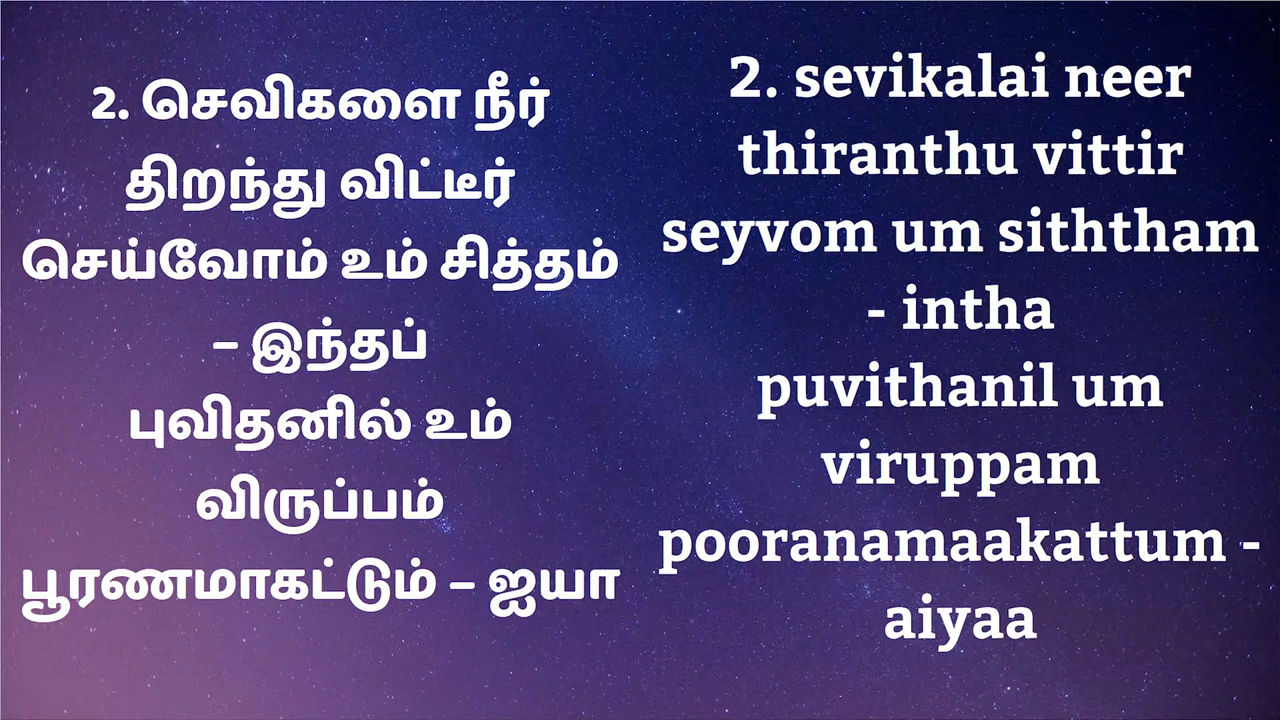 2. செவிகளை நீர்
திறந்து விட்டீர்
செய்வோம் உம் சித்தம்
– இந்தப்
புவிதனில் உம்
விருப்பம்
பூரணமாகட்டும் – ஐயா
2. sevikalai neer
thiranthu vittir
seyvom um siththam
- intha
puvithanil um
viruppam
pooranamaakattum -
aiyaa